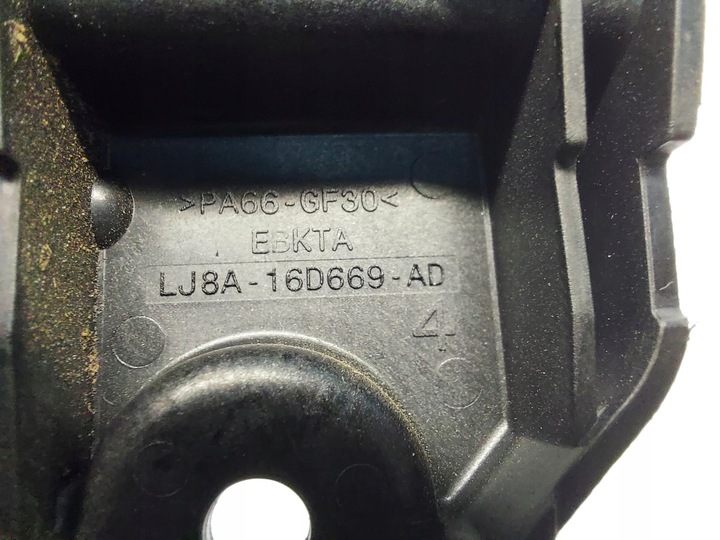 >PA66-GF30<
EBKTA
LJ8A-16D669-AD
4